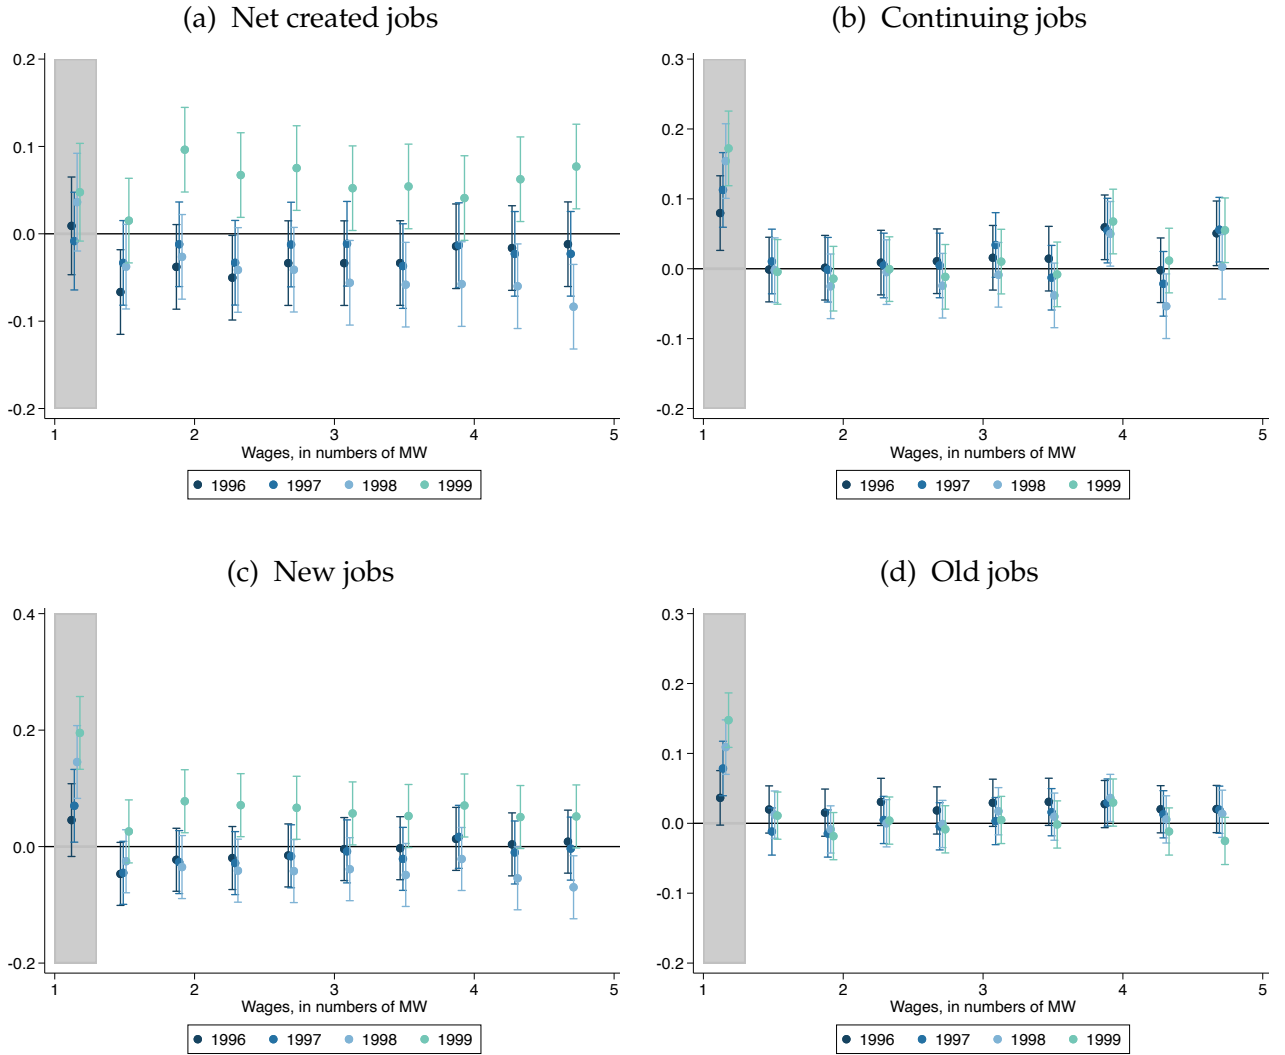 (a) Net created jobs
0.2
0.1
0.0
-0.1
-0.2
1 2 3 4 5
Wages, in numbers of MW
1996 1997 1998 1999
(b) Continuing jobs
0.3
0.2
0.1
0.0
-0.1
-0.2
1 2 3 4 5
Wages, in numbers of MW
1996 1997 1998 1999
(c) New jobs
0.4
0.2
0.0
-0.2
1 2 3 4 5
Wages, in numbers of MW
1996 1997 1998 1999
(d) Old jobs
0.3
0.2
0.1
0.0
-0.1
-0.2
1 2 3 4 5
Wages, in numbers of MW
1996 1997 1998 1999